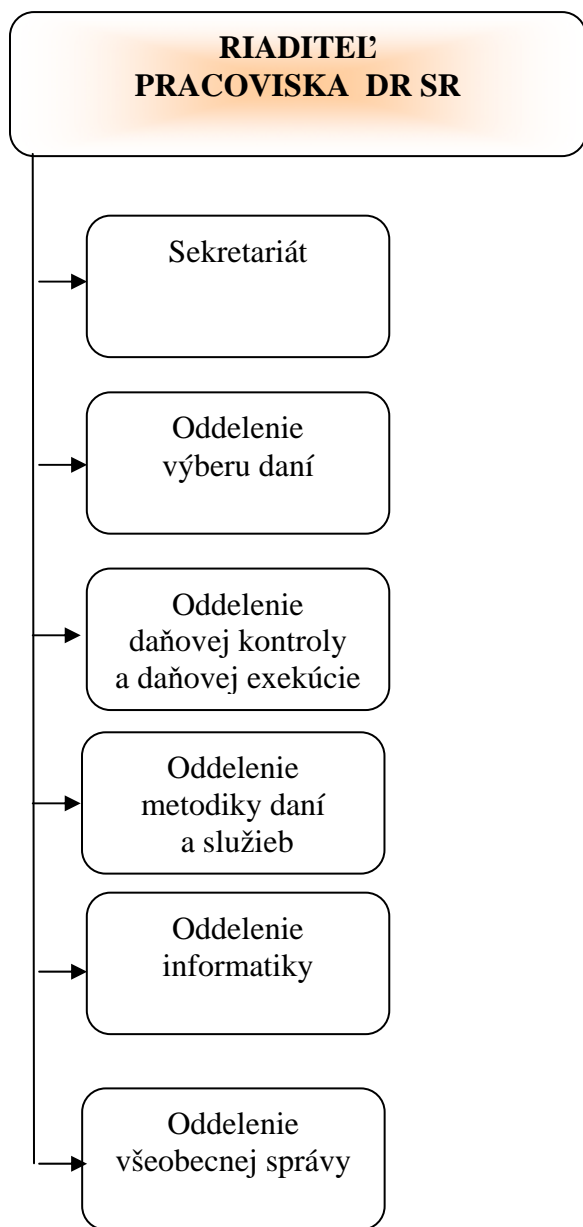 RIADITEĽ
PRACOVISKA DR SR
Sekretariát
Oddelenie
výberu daní
Oddelenie
daňovej kontroly
a daňovej exekúcie
Oddelenie
metodiky daní
a služieb
Oddelenie
informatiky
Oddelenie
všeobecnej správy